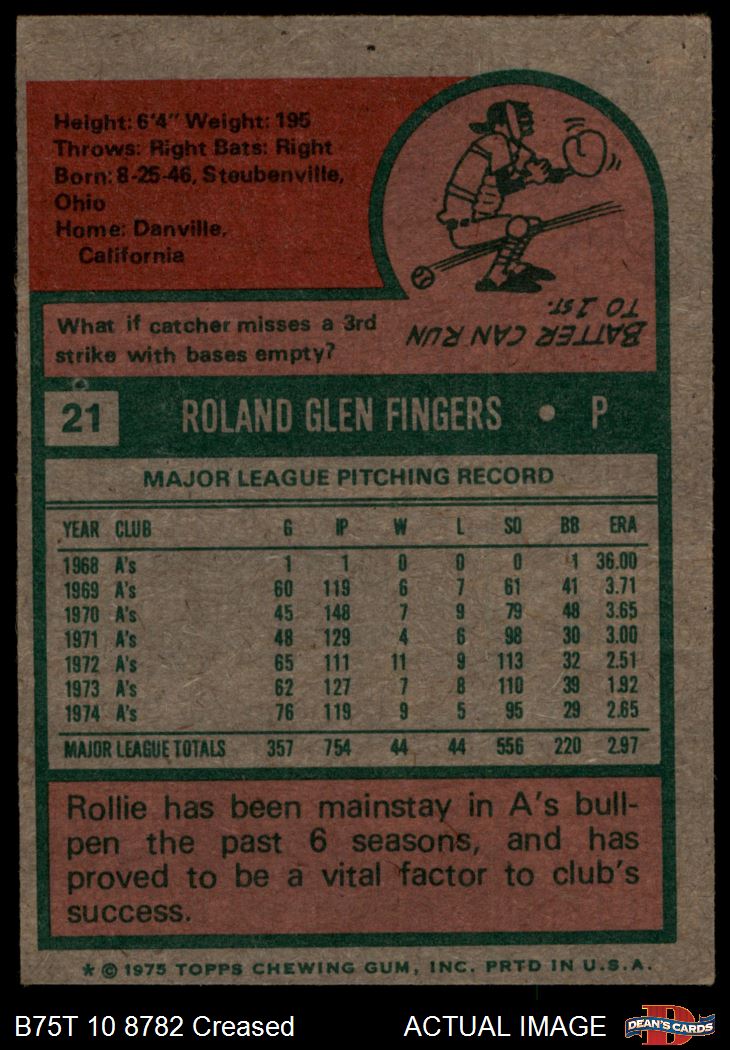 Height: 6'4" Weight: 195
Throws: Right Bats: Right
Born: 8-25-46, Steubenville,
Ohio
Home: Danville,
California
What if catcher misses a 3rd
strike with bases empty?
BATTER CAN RUN
TO 1ST.
21 ROLAND GLEN FINGERS • P
MAJOR LEAGUE PITCHING RECORD
YEAR CLUB G IP W L SO BB ERA
1968 A's 1 1 0 0 0 1 36.00
1969 A's 60 119 6 7 61 41 3.71
1970 A's 45 148 7 9 79 48 3.65
1971 A's 48 129 4 6 98 30 3.00
1972 A's 65 111 11 9 113 32 2.51
1973 A's 62 127 7 8 110 39 1.92
1974 A's 76 119 9 5 95 29 2.65
MAJOR LEAGUE TOTALS 357 754 44 44 556 220 2.97
Rollie has been mainstay in A's bull-
pen the past 6 seasons, and has
proved to be a vital factor to club's
success.
* © 1975 TOPPS CHEWING GUM, INC. PRTD IN U.S.A.
B75T 10 8782 Creased ACTUAL IMAGE
DEAN'S CARDS